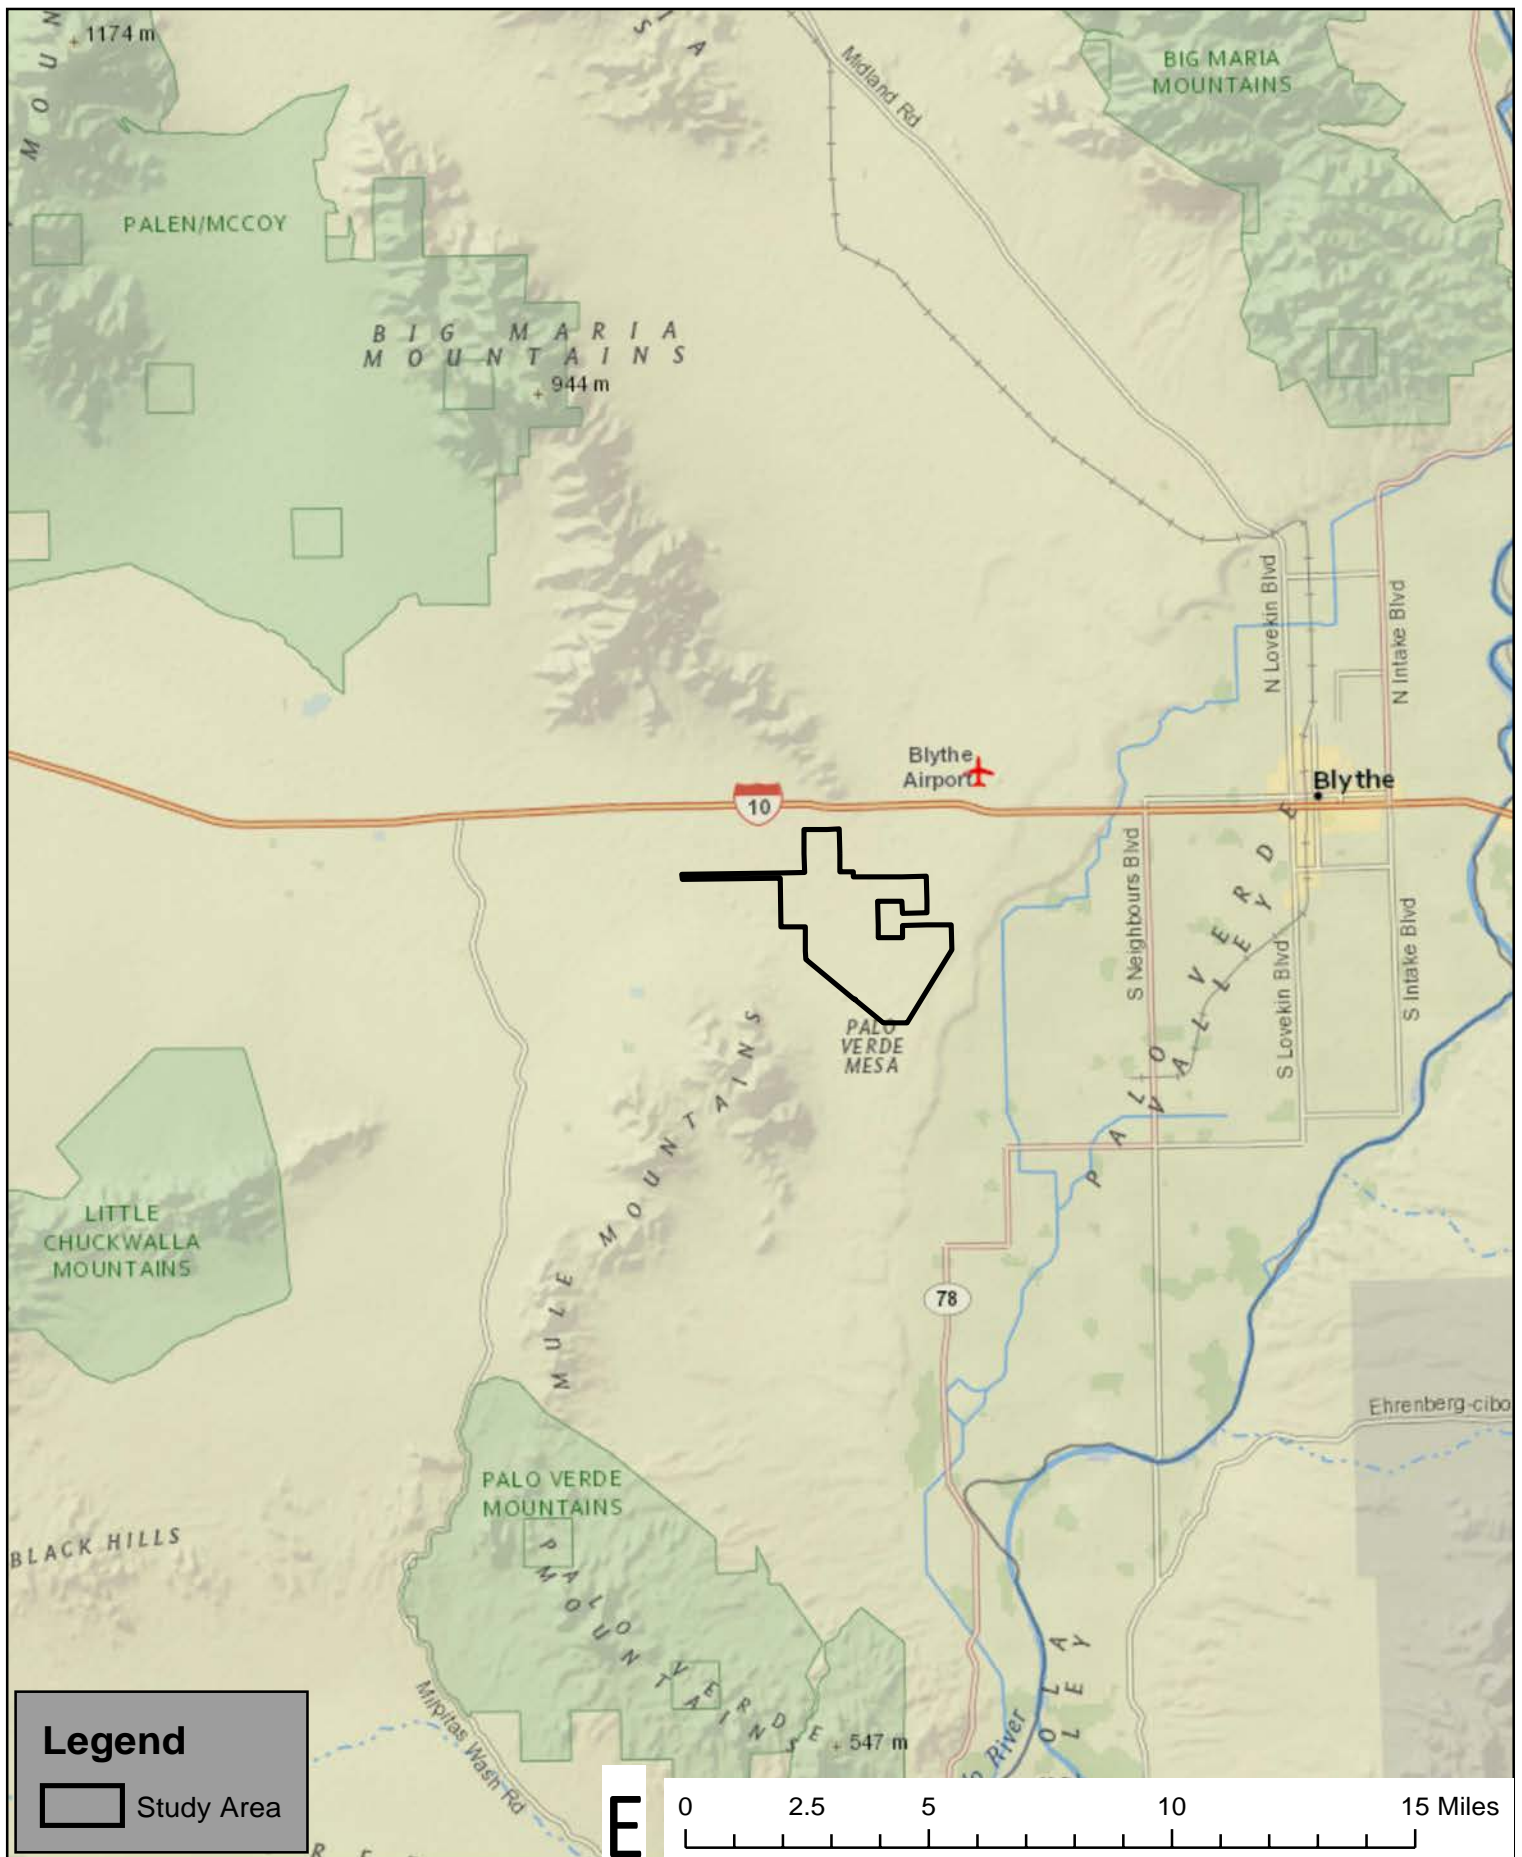 MOUN
1174 m
S A
Midland Rd
BIG MARIA
MOUNTAINS
PALEN/MCCOY
BIG MARIA
MOUNTAINS
944 m
N Lovekin Blvd
N Intake Blvd
Blythe
Airport
10
Blythe
S Neighbours Blvd
PALO VERDE
VALLEY
S Lovekin Blvd
S Intake Blvd
PALO
VERDE
MESA
MULE MOUNTAINS
LITTLE
CHUCKWALLA
MOUNTAINS
78
Ehrenberg-cibo
PALO VERDE
MOUNTAINS
BLACK HILLS
PALO VERDE
MOUNTAINS
547 m
Milpitas Wash Rd
OLA
LEY
River
Legend
Study Area
E
0 2.5 5 10 15 Miles